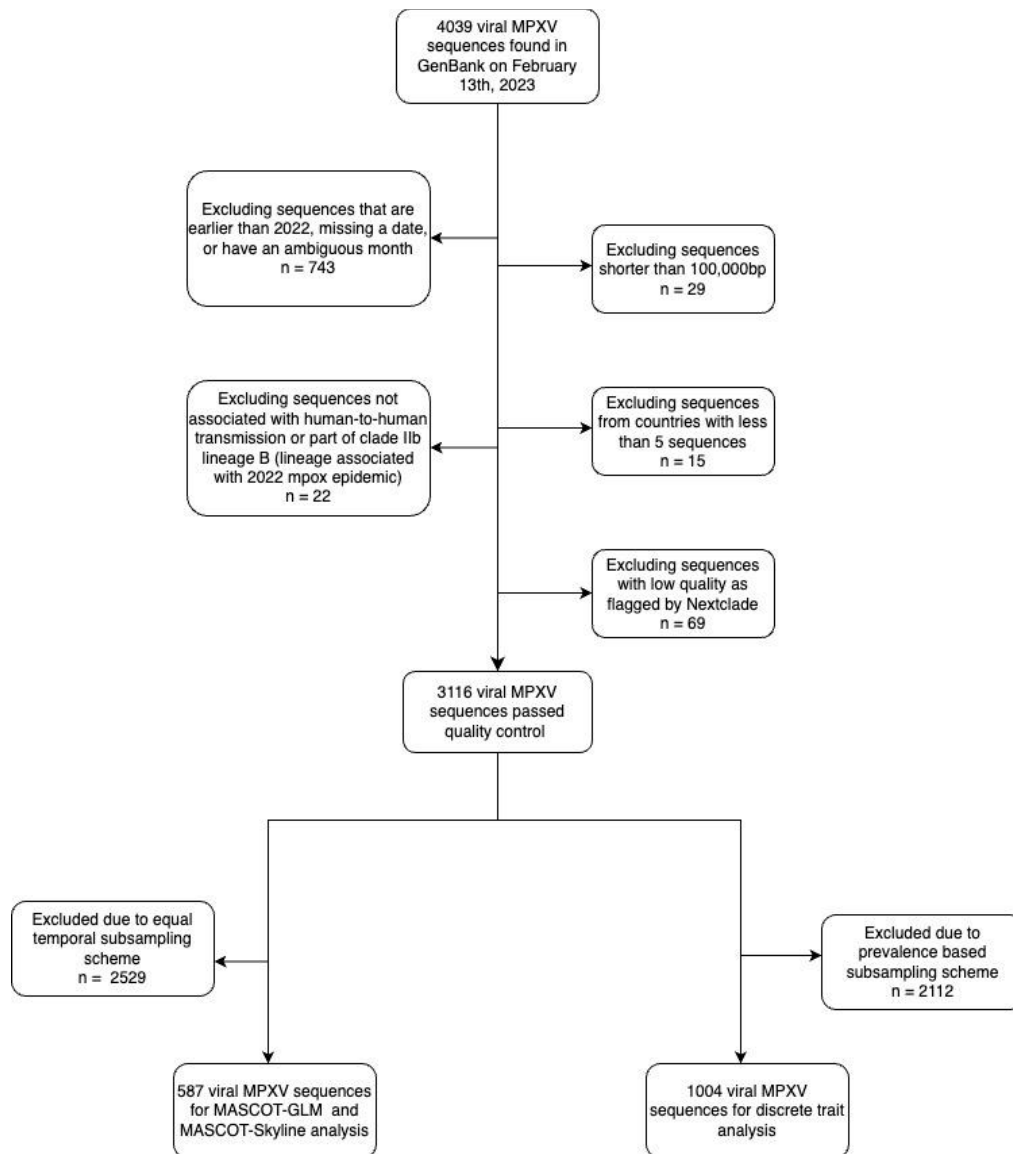 4039 viral MPXV
sequences found in
GenBank on February
13th, 2023
Excluding sequences that are
earlier than 2022, missing a date,
or have an ambiguous month
n = 743
Excluding sequences
shorter than 100,000bp
n = 29
Excluding sequences not
associated with human-to-human
transmission or part of clade IIb
lineage B (lineage associated
with 2022 mpox epidemic)
n = 22
Excluding sequences
from countries with less
than 5 sequences
n = 15
Excluding sequences
with low quality as
flagged by Nextclade
n = 69
3116 viral MPXV
sequences passed
quality control
Excluded due to equal
temporal subsampling
scheme
n = 2529
Excluded due to
prevalence based
subsampling scheme
n = 2112
587 viral MPXV sequences
for MASCOT-GLM and
MASCOT-Skyline analysis
1004 viral MPXV
sequences for discrete trait
analysis